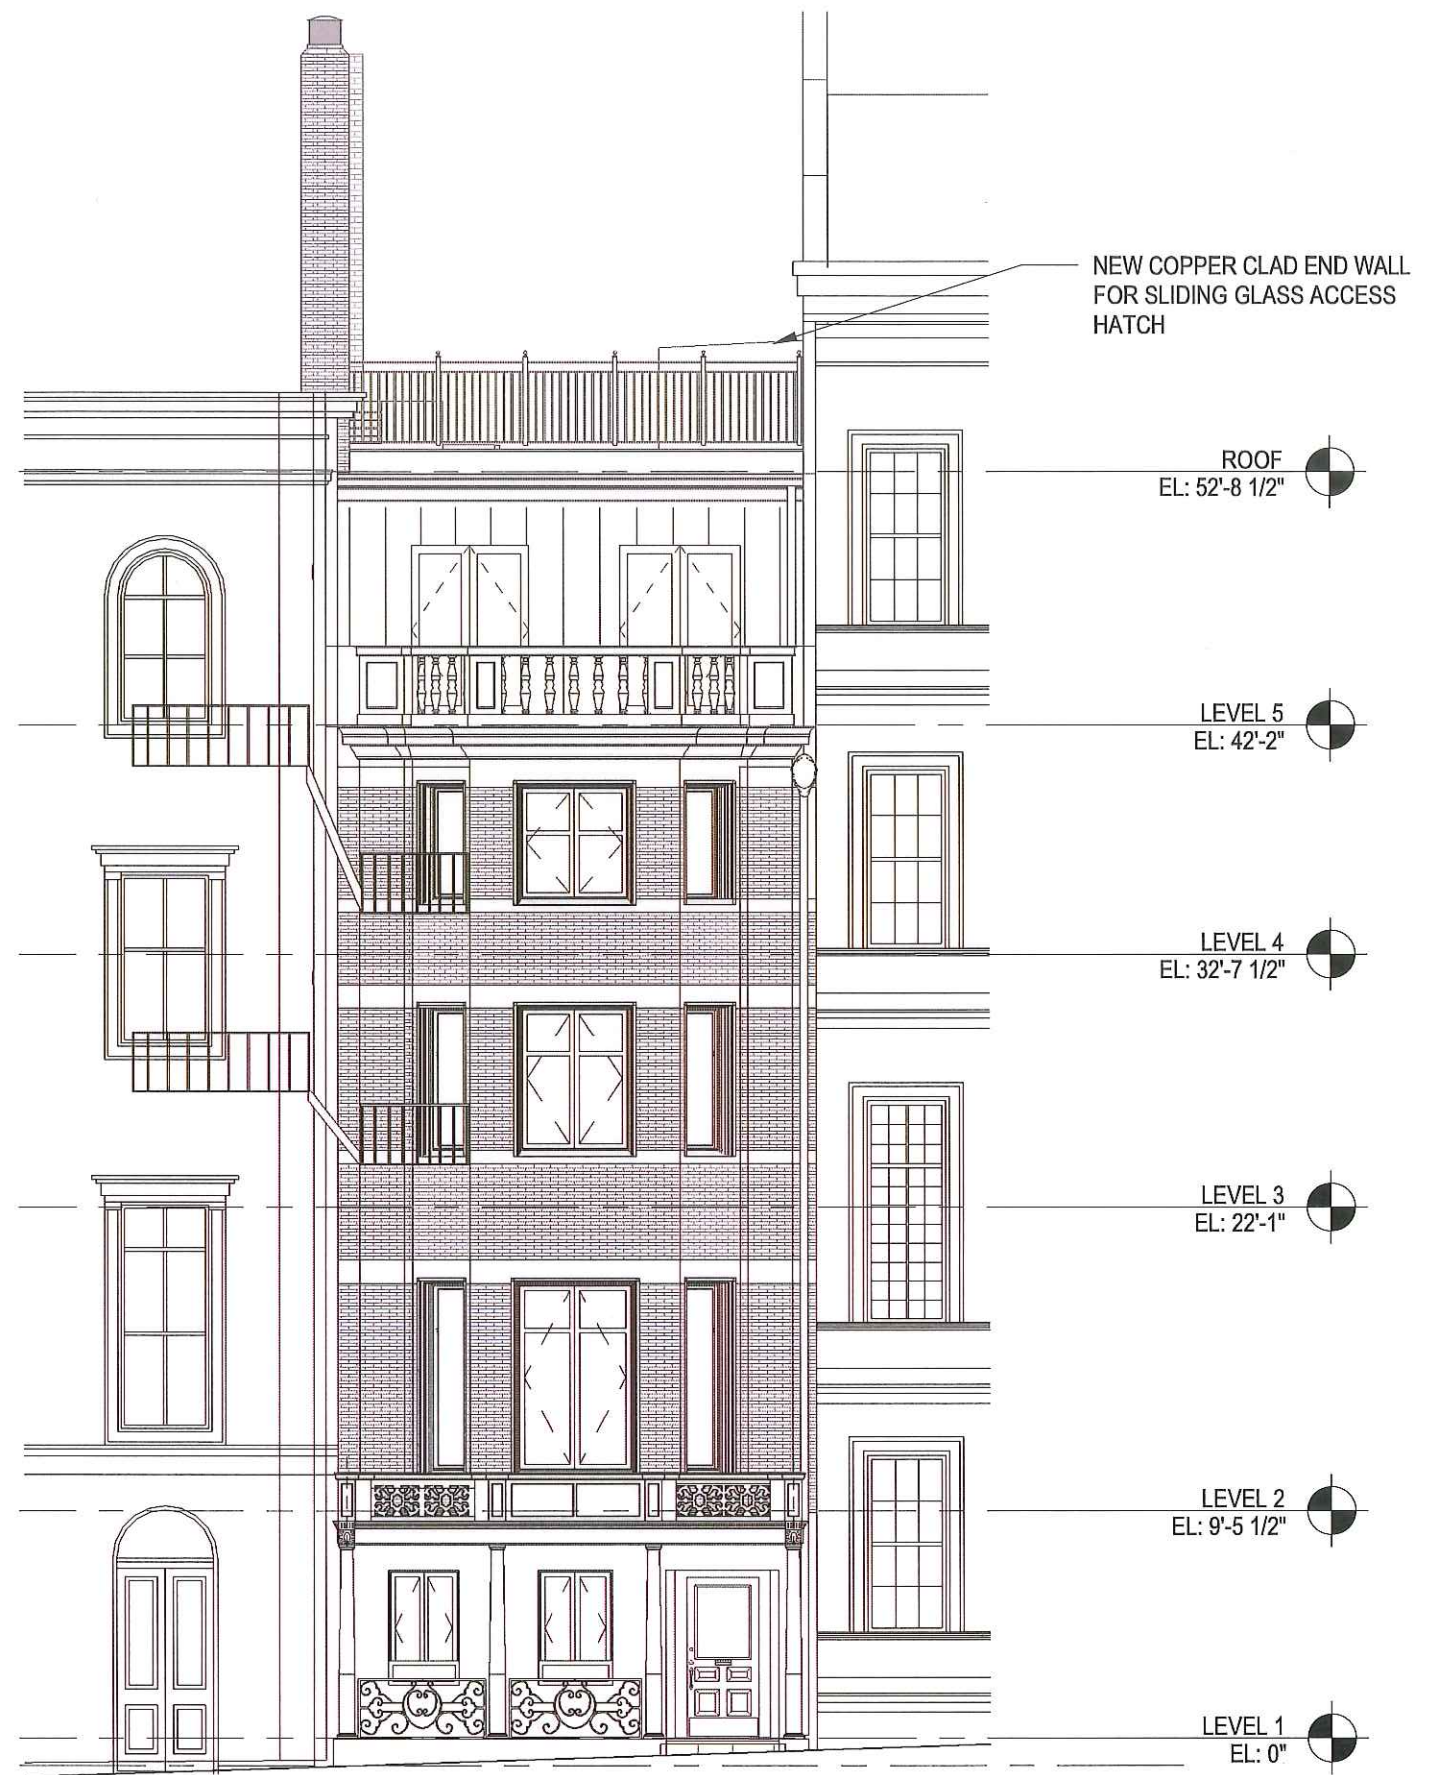 NEW COPPER CLAD END WALL
FOR SLIDING GLASS ACCESS
HATCH
ROOF
EL: 52'-8 1/2"
LEVEL 5
EL: 42'-2"
LEVEL 4
EL: 32'-7 1/2"
LEVEL 3
EL: 22'-1"
LEVEL 2
EL: 9'-5 1/2"
LEVEL 1
EL: 0"